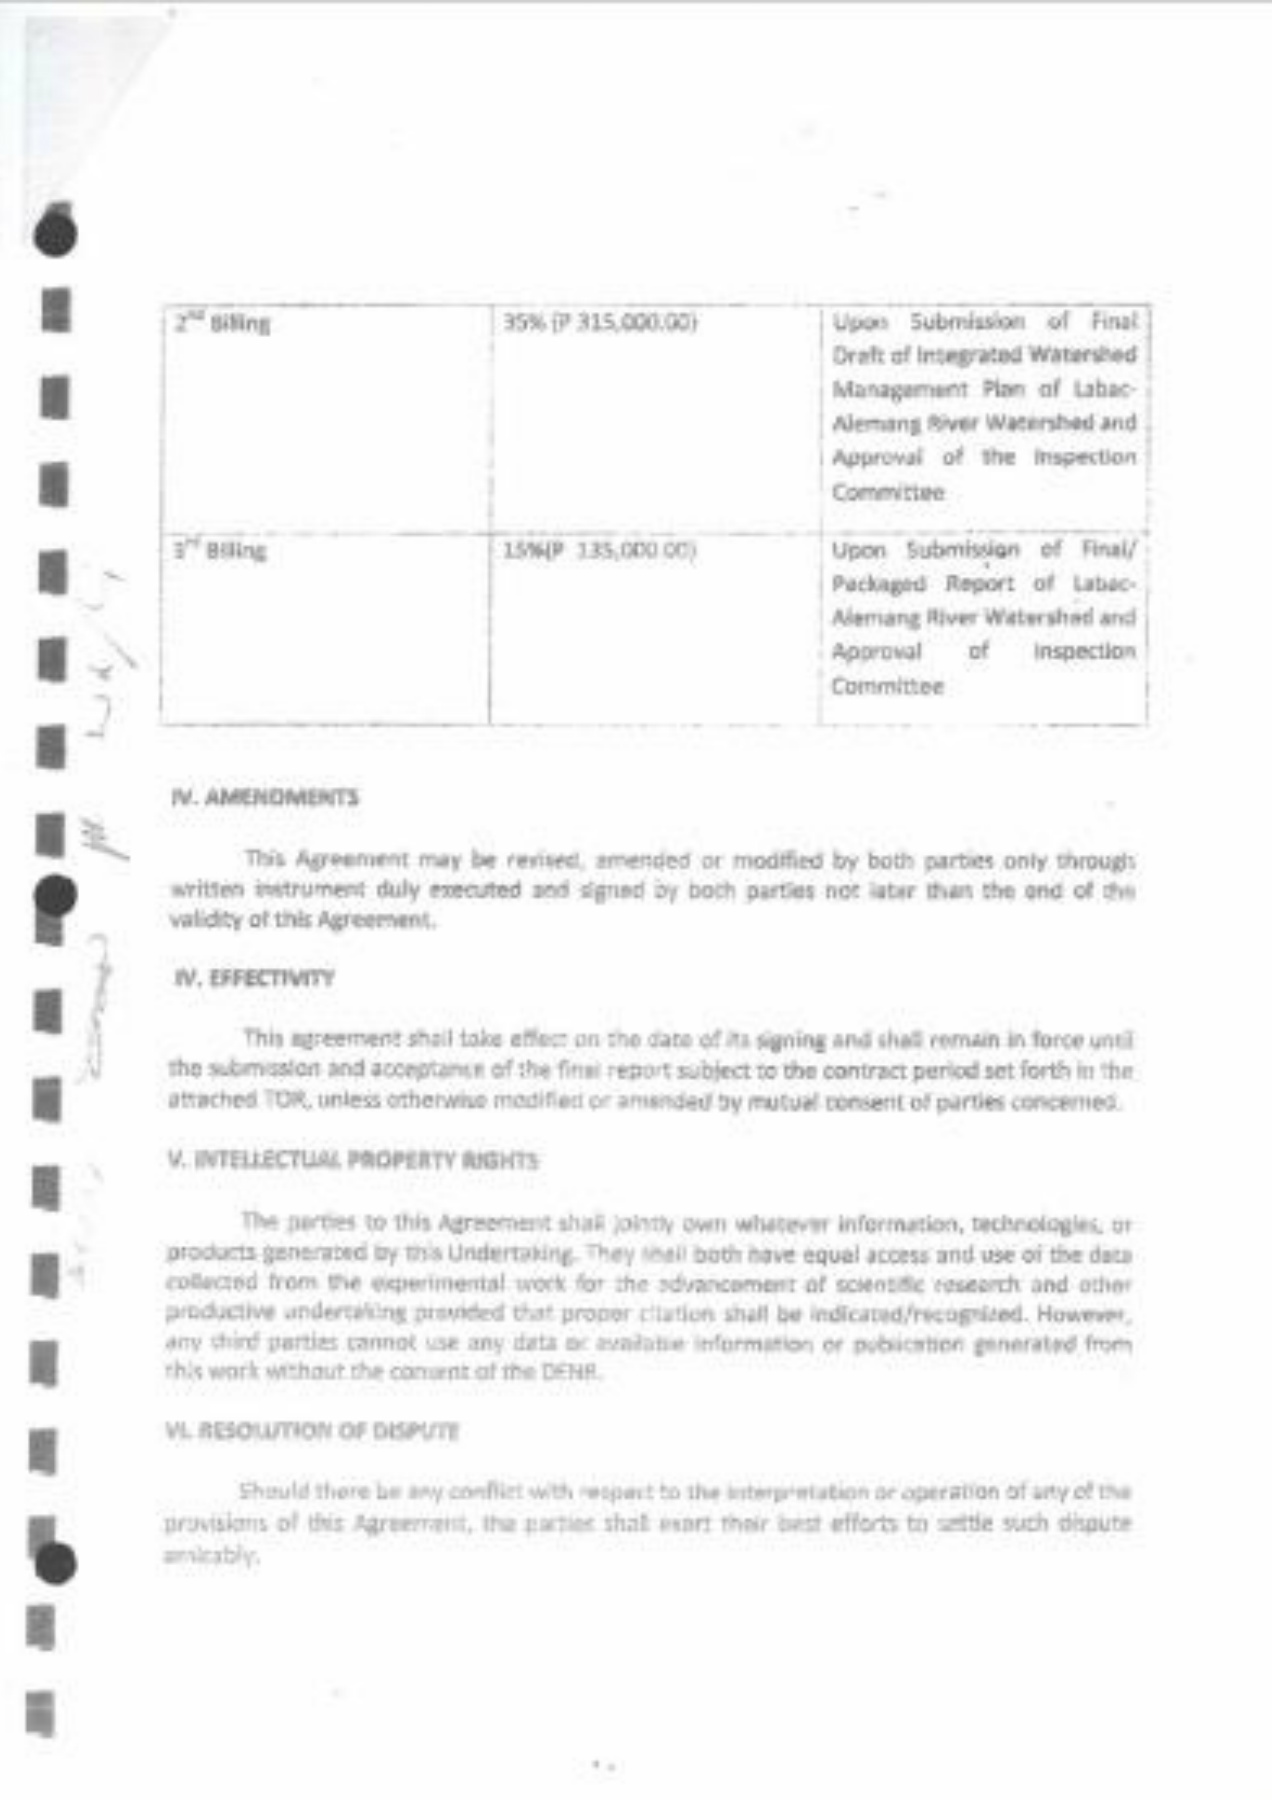 2nd Billing
35% (P 315,000.00)
Upon Submission of Final
Draft of Integrated Watershed
Management Plan of Labac-
Alemang River Watershed and
Approval of the Inspection
Committee
3rd Billing
15%(P 135,000.00)
Upon Submission of Final/
Packaged Report of Labac-
Alemang River Watershed and
Approval of Inspection
Committee
IV. AMENDMENTS
This Agreement may be revised, amended or modified by both parties only through
written instrument duly executed and signed by both parties not later than the end of the
validity of this Agreement.
IV. EFFECTIVITY
This agreement shall take effect on the date of its signing and shall remain in force until
the submission and acceptance of the final report subject to the contract period set forth in the
attached TOR, unless otherwise modified or amended by mutual consent of parties concerned.
V. INTELLECTUAL PROPERTY RIGHTS
The parties to this Agreement shall jointly own whatever information, technologies, or
products generated by this Undertaking. They shall both have equal access and use of the data
collected from the experimental work for the advancement of scientific research and other
productive undertaking provided that proper citation shall be indicated/recognized. However,
any third parties cannot use any data or available information or publication generated from
this work without the consent of the DENR.
VI. RESOLUTION OF DISPUTE
Should there be any conflict with respect to the interpretation or operation of any of the
provisions of this Agreement, the parties shall exert their best efforts to settle such dispute
amicably.